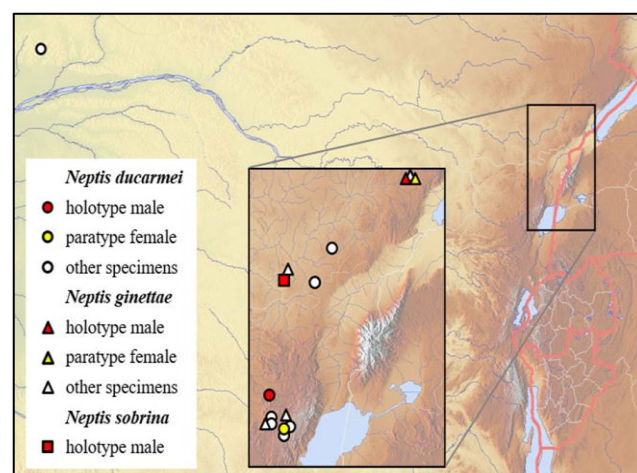 Neptis ducarmei
holotype male
paratype female
other specimens
Neptis ginettae
holotype male
paratype female
other specimens
Neptis sobrina
holotype male